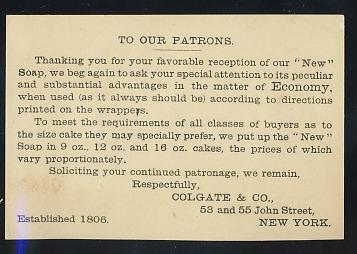 TO OUR PATRONS.
Thanking you for your favorable reception of our "New"
Soap, we beg again to ask your special attention to its peculiar
and substantial advantages in the matter of Economy,
when used (as it always should be) according to directions
printed on the wrappers.
To meet the requirements of all classes of buyers as to
the size cake they may specially prefer, we put up the "New"
Soap in 9 oz., 12 oz. and 16 oz. cakes, the prices of which
vary proportionately.
Soliciting your continued patronage, we remain,
Respectfully,
COLGATE & CO.,
53 and 55 John Street,
Established 1806. NEW YORK.